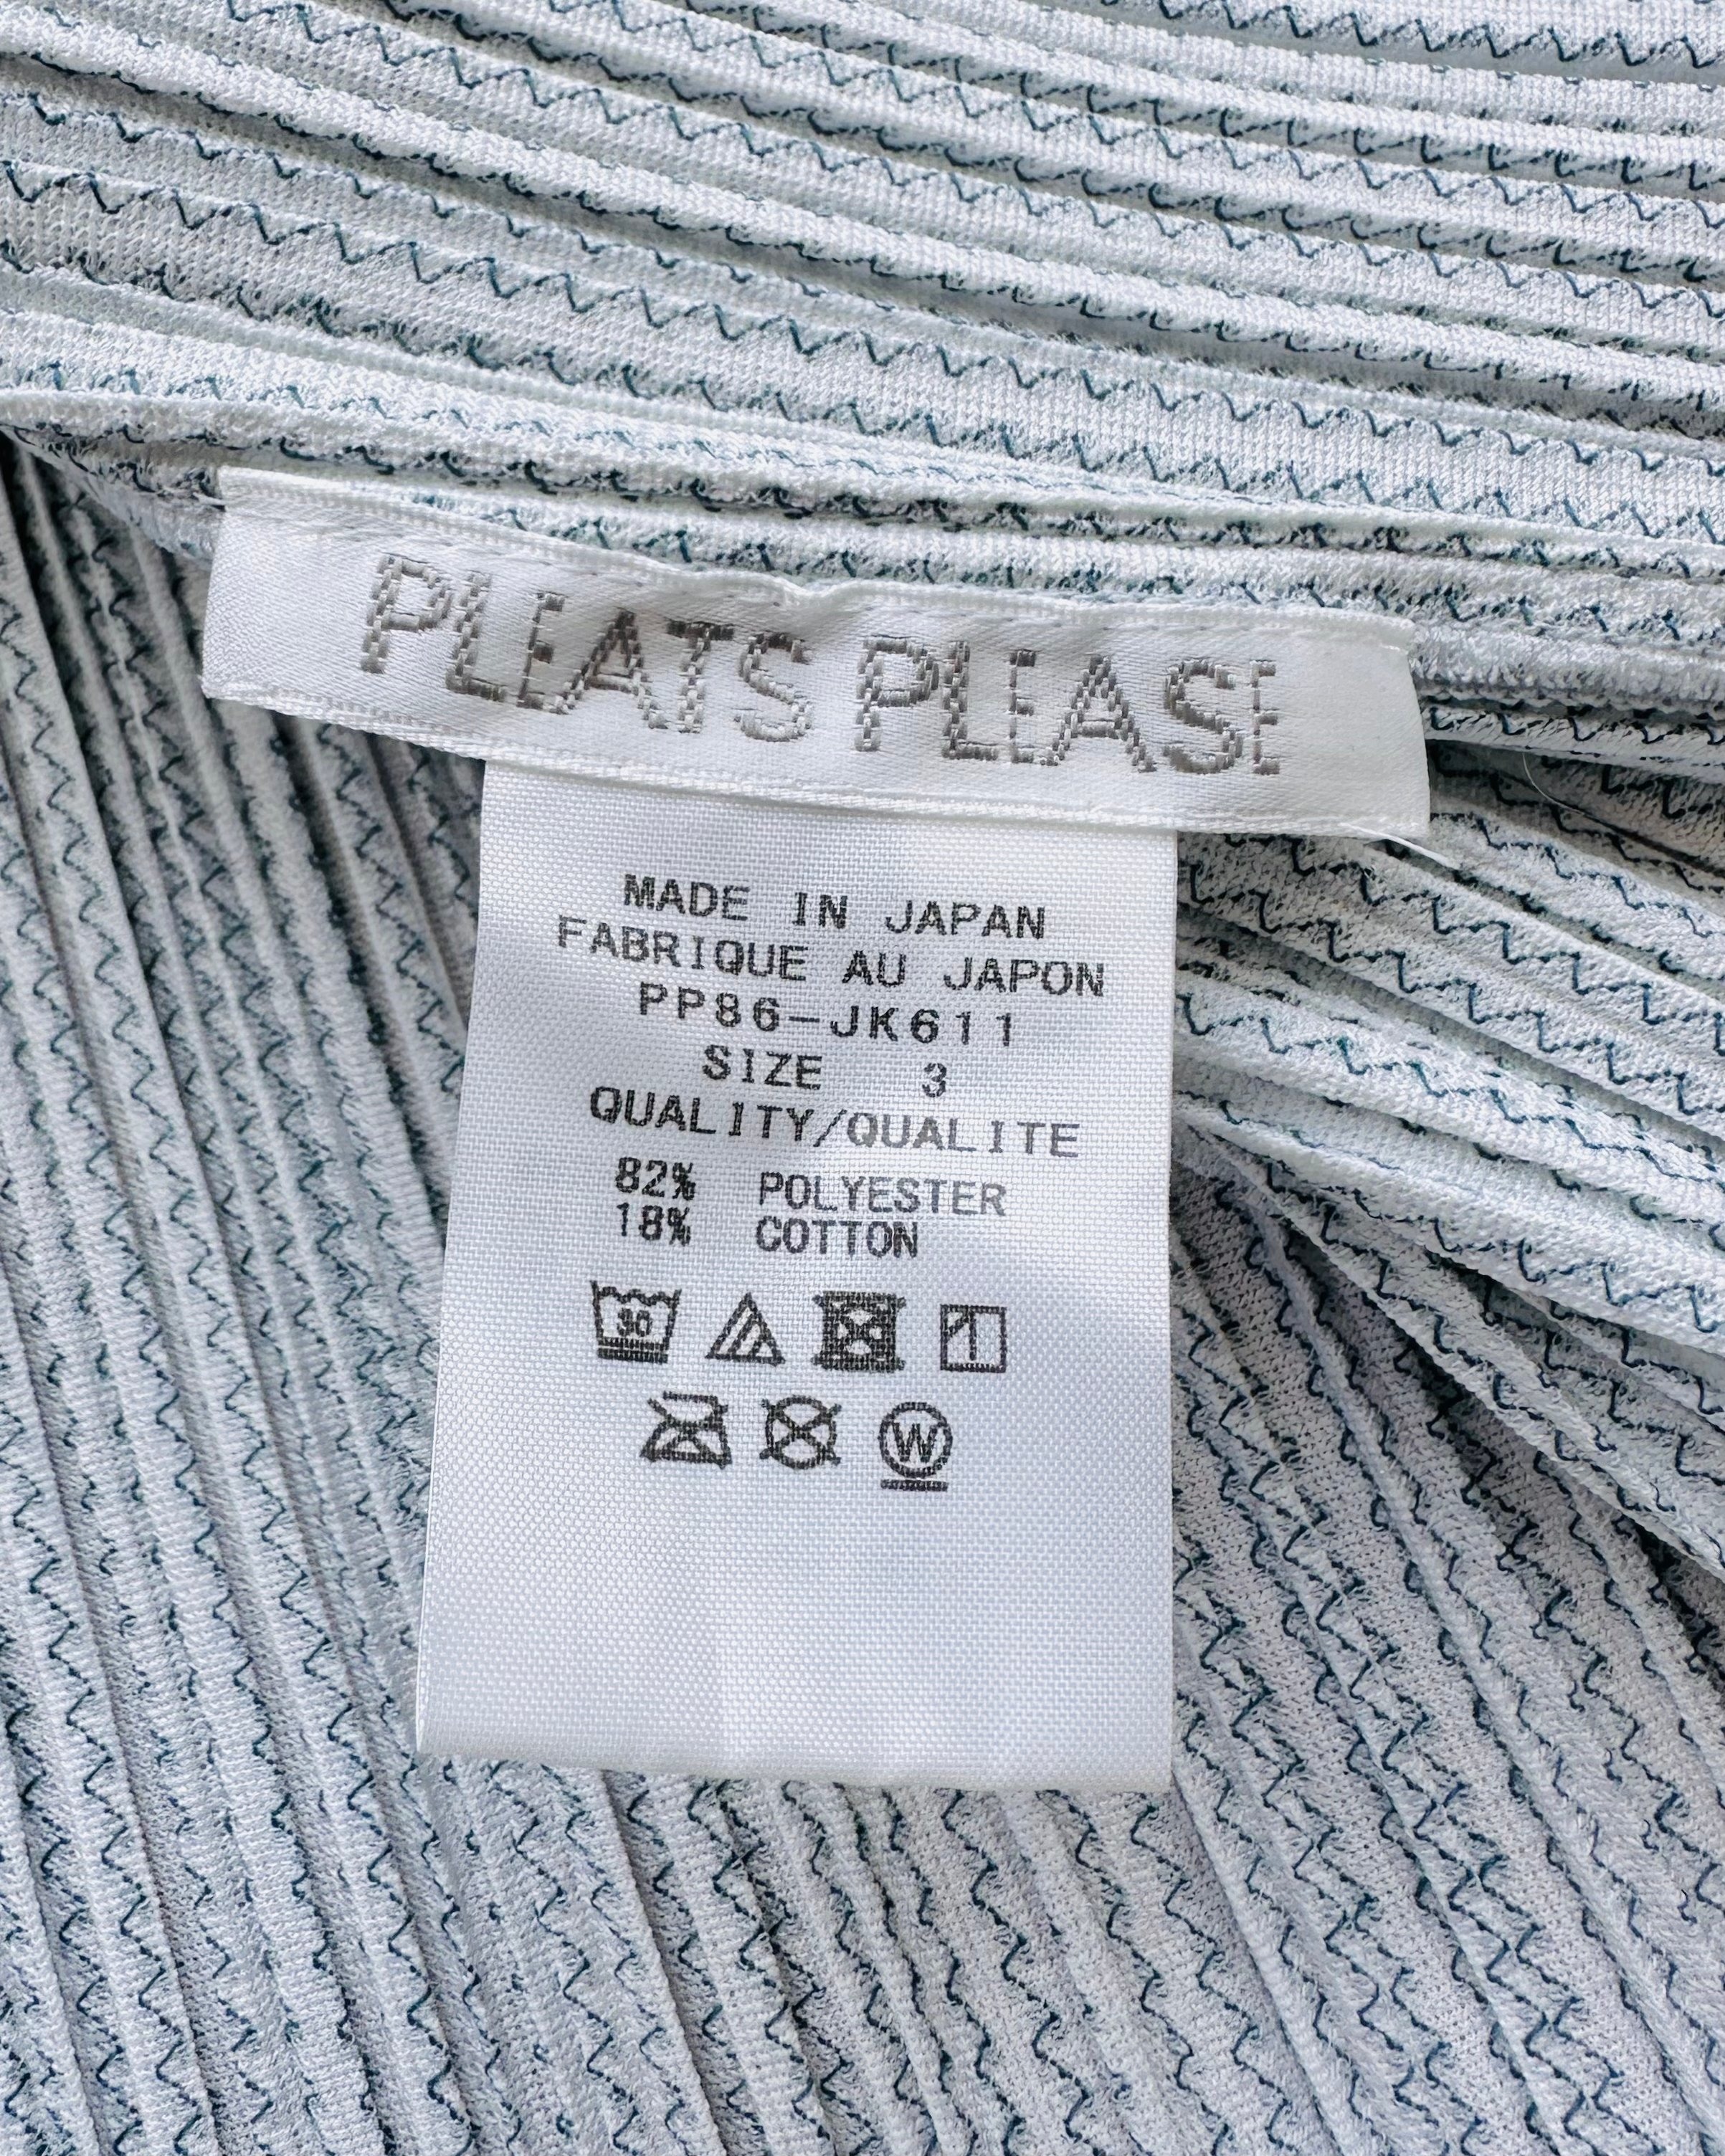 PLEATS PLEASE
MADE IN JAPAN
FABRIQUE AU JAPON
PP86-JK611
SIZE 3
QUALITY/QUALITE
82% POLYESTER
18% COTTON
30
W